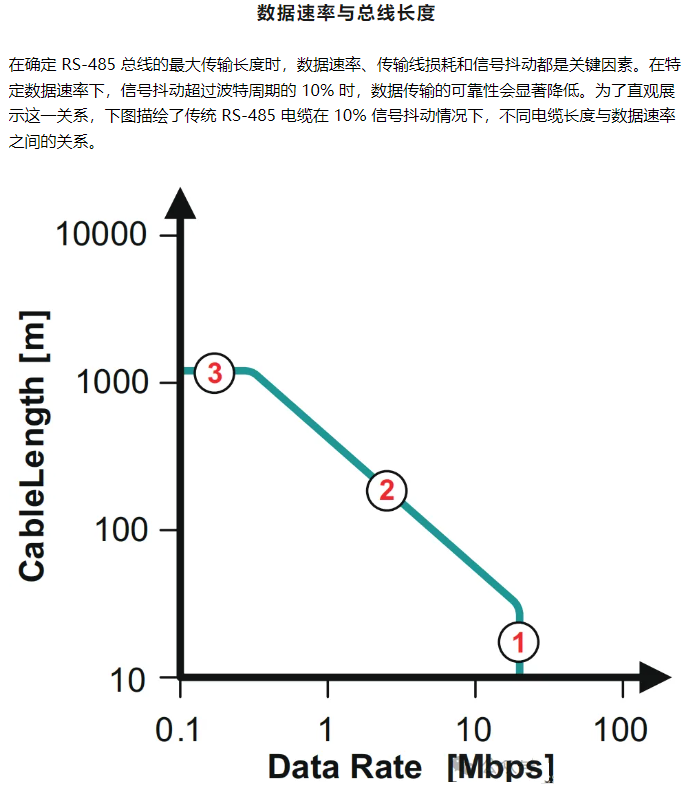 数据速率与总线长度
在确定 RS-485 总线的最大传输长度时，数据速率、传输线损耗和信号抖动都是关键因素。在特
定数据速率下，信号抖动超过波特周期的 10% 时，数据传输的可靠性会显著降低。为了直观展
示这一关系，下图描绘了传统 RS-485 电缆在 10% 信号抖动情况下，不同电缆长度与数据速率
之间的关系。
10000
1000
100
10
CableLength [m]
3
2
1
0.1 1 10 100
Data Rate [Mbps]